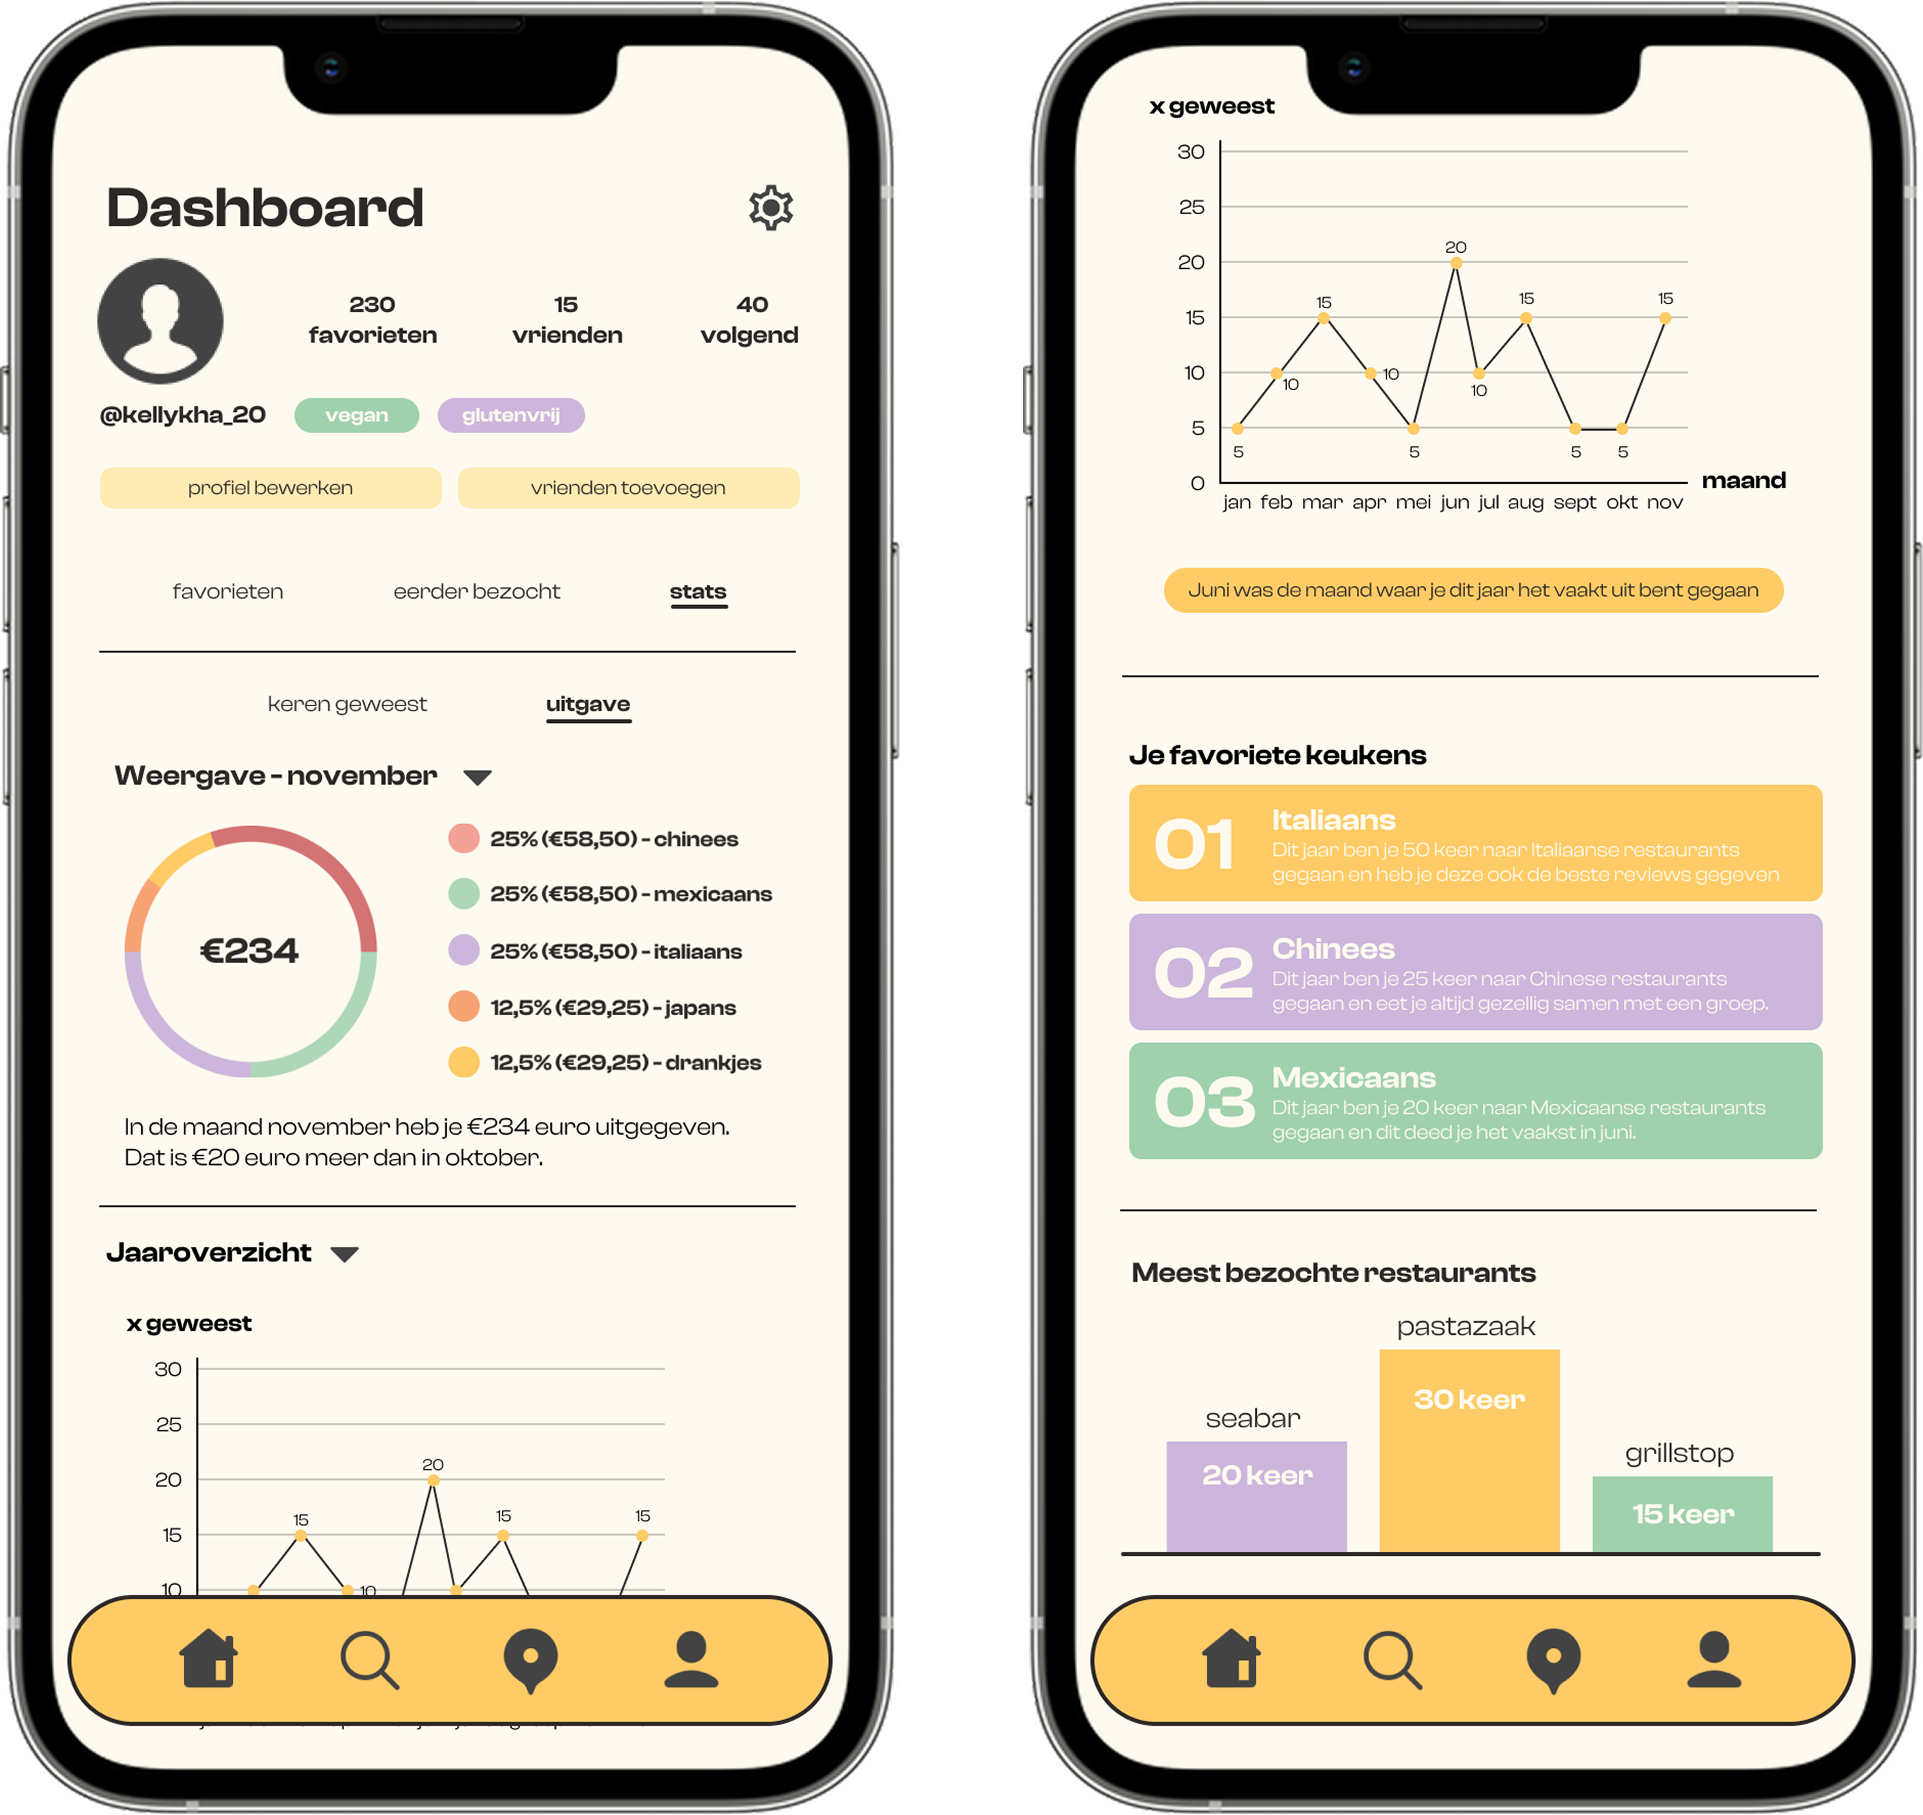 Dashboard
230 15 40
favorieten vrienden volgend
@kellykha_20 vegan glutenvrij
profiel bewerken vrienden toevoegen
favorieten eerder bezocht stats
keren geweest uitgave
Weergave - november
25% (€58,50) - chinees
25% (€58,50) - mexicaans
€234
25% (€58,50) - italiaans
12,5% (€29,25) - japans
12,5% (€29,25) - drankjes
In de maand november heb je €234 euro uitgegeven.
Dat is €20 euro meer dan in oktober.
Jaaroverzicht
x geweest
30
25
20
20
15 15 15
15
10
10
x geweest
30
25
20
20
15 15 15
15
10
10 10 10
5
5 5 5 5
0
maand
jan feb mar apr mei jun jul aug sept okt nov
Juni was de maand waar je dit jaar het vaakt uit bent gegaan
Je favoriete keukens
01 Italiaans
Dit jaar ben je 50 keer naar Italiaanse restaurants
gegaan en heb je deze ook de beste reviews gegeven
02 Chinees
Dit jaar ben je 25 keer naar Chinese restaurants
gegaan en eet je altijd gezellig samen met een groep.
03 Mexicaans
Dit jaar ben je 20 keer naar Mexicaanse restaurants
gegaan en dit deed je het vaakst in juni.
Meest bezochte restaurants
pastazaak
30 keer
seabar
20 keer
grillstop
15 keer